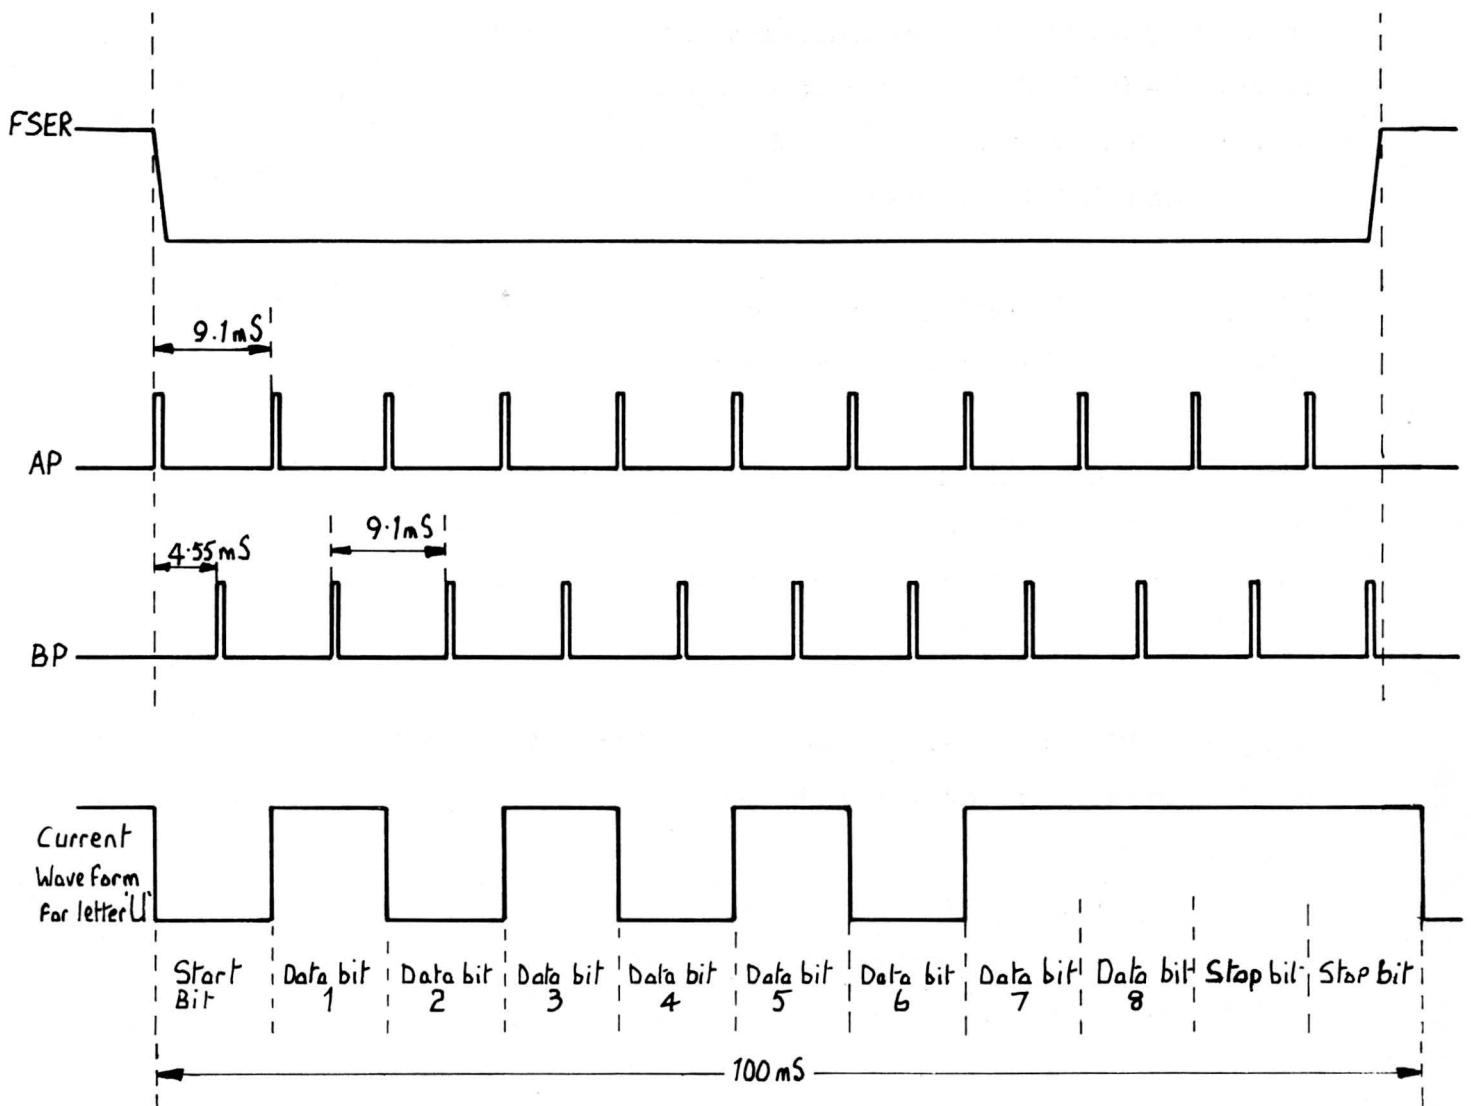 FSER
9.1mS
AP
9.1mS
4.55mS
BP
Current
Wave form
For letter 'U'
Start Bit
Data bit 1
Data bit 2
Data bit 3
Data bit 4
Data bit 5
Data bit 6
Data bit 7
Data bit 8
Stop bit
Stop Bit
100mS